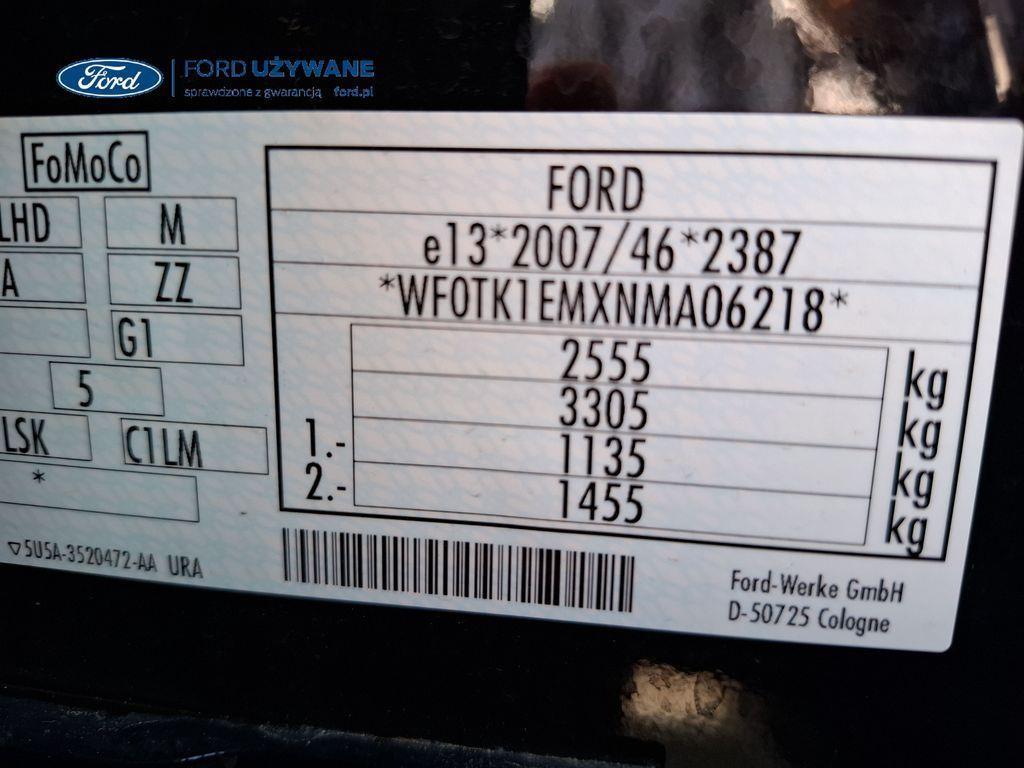 Ford
FORD UŻYWANE
sprawdzone z gwarancją ford.pl
FoMoCo
LHD M
A ZZ
G1
5
LSK C1LM
*
▽5U5A-3520472-AA URA
FORD
e13*2007/46*2387
*WF0TK1EMXNMA06218*
2555 kg
3305 kg
1.- 1135 kg
2.- 1455 kg
Ford-Werke GmbH
D-50725 Cologne